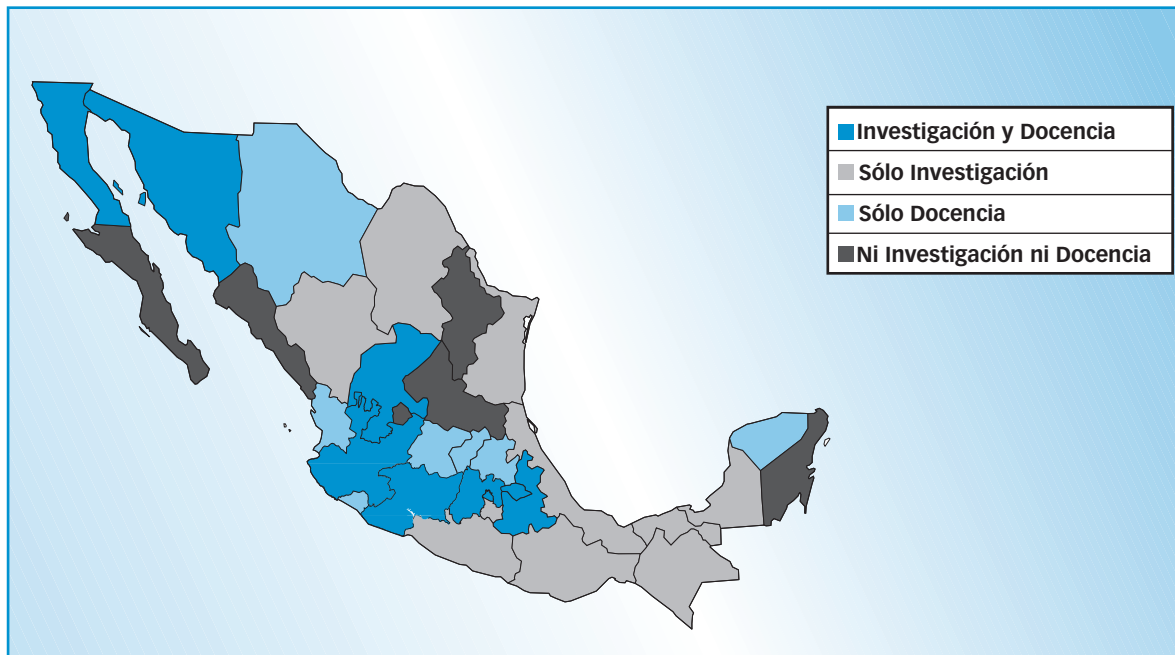 Investigación y Docencia
Sólo Investigación
Sólo Docencia
Ni Investigación ni Docencia